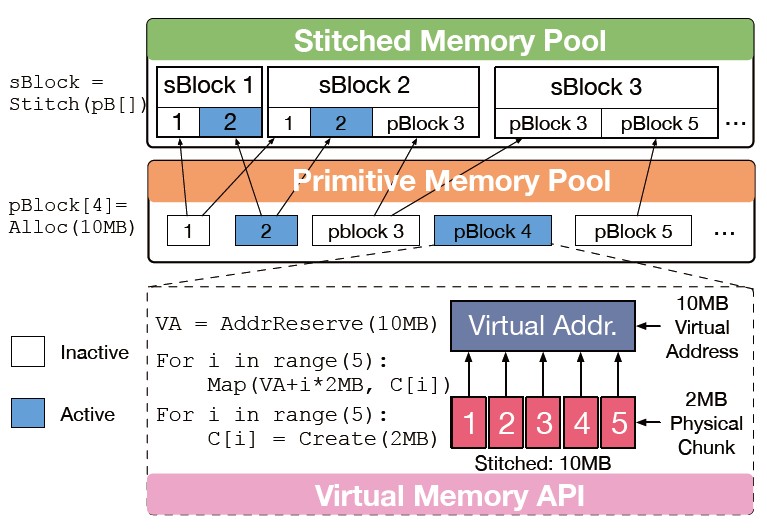 Stitched Memory Pool
sBlock =
Stitch(pB[])
sBlock 1
sBlock 2
sBlock 3
1
2
1
2
pBlock 3
pBlock 3
pBlock 5
...
Primitive Memory Pool
pBlock[4]=
Alloc(10MB)
1
2
pblock 3
pBlock 4
pBlock 5
...
VA = AddrReserve(10MB)
For i in range(5):
Map(VA+i*2MB, C[i])
For i in range(5):
C[i] = Create(2MB)
Virtual Addr.
10MB
Virtual
Address
1
2
3
4
5
2MB
Physical
Chunk
Stitched: 10MB
Inactive
Active
Virtual Memory API